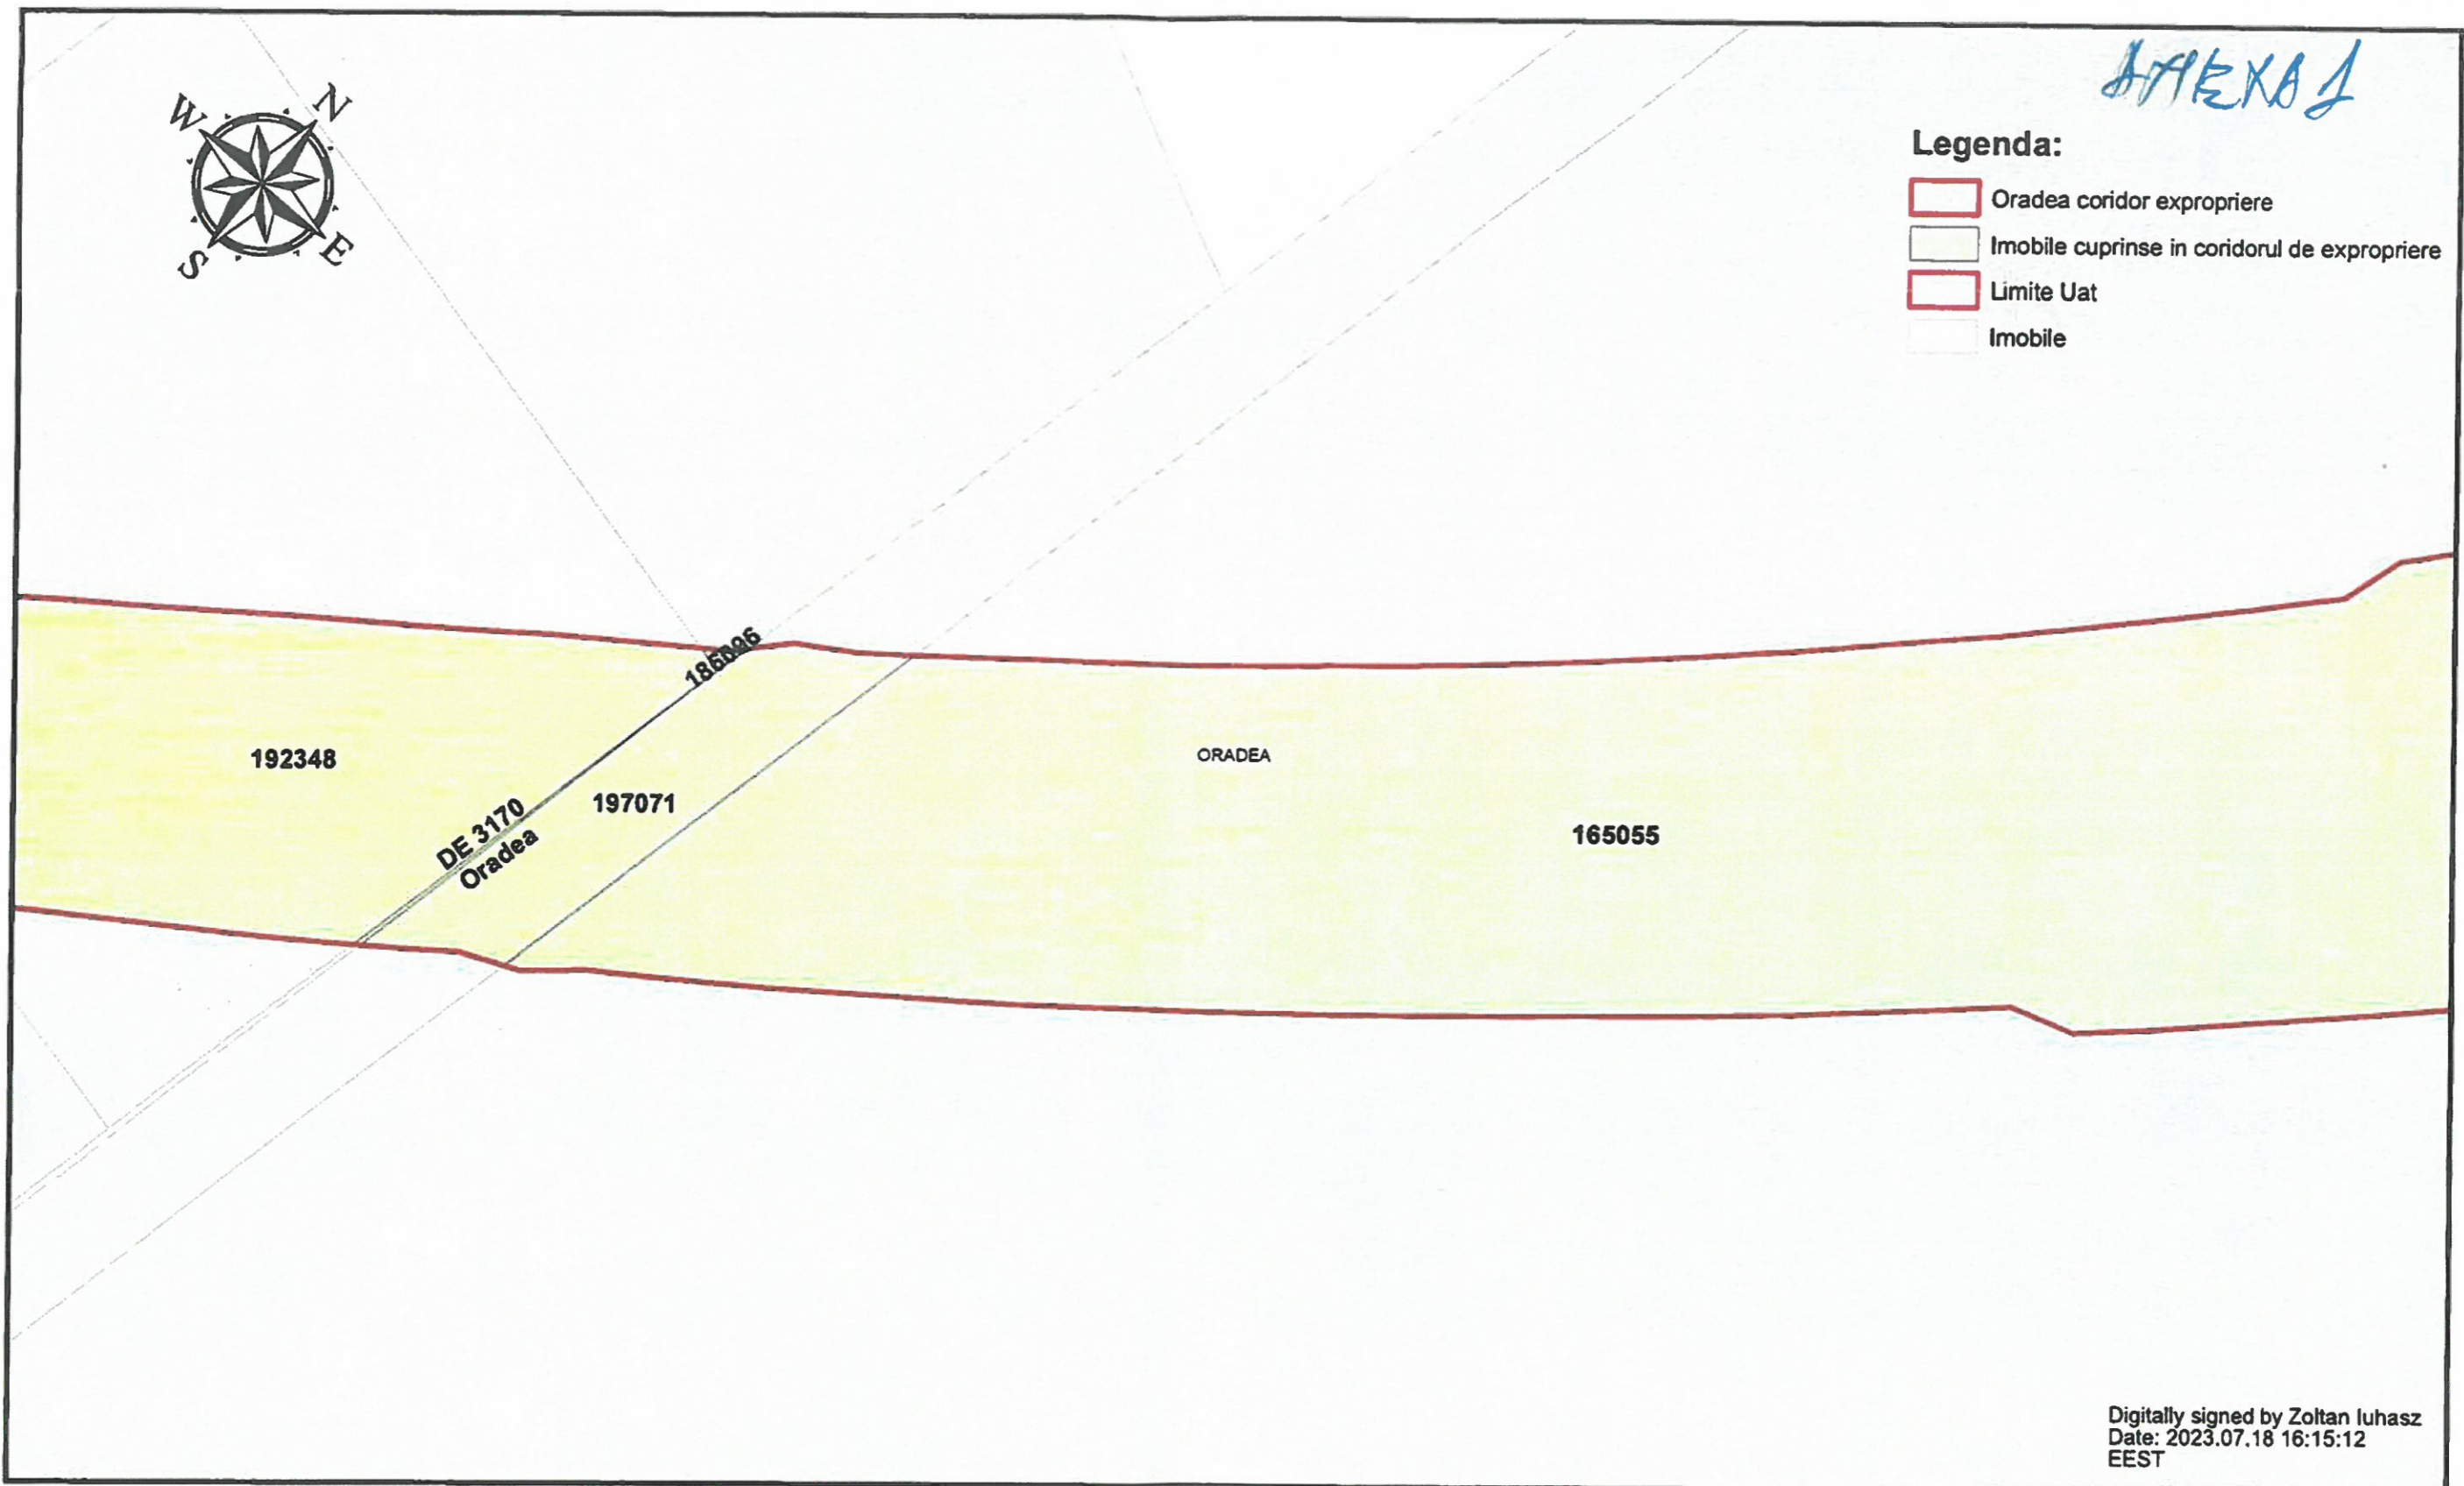 ANEXA 1
N
W
S
E
Legenda:
Oradea coridor expropriere
Imobile cuprinse in coridorul de expropriere
Limite Uat
Imobile
192348
DE 3170
Oradea
197071
ORADEA
165055
Digitally signed by Zoltan Iuhasz
Date: 2023.07.18 16:15:12
EEST